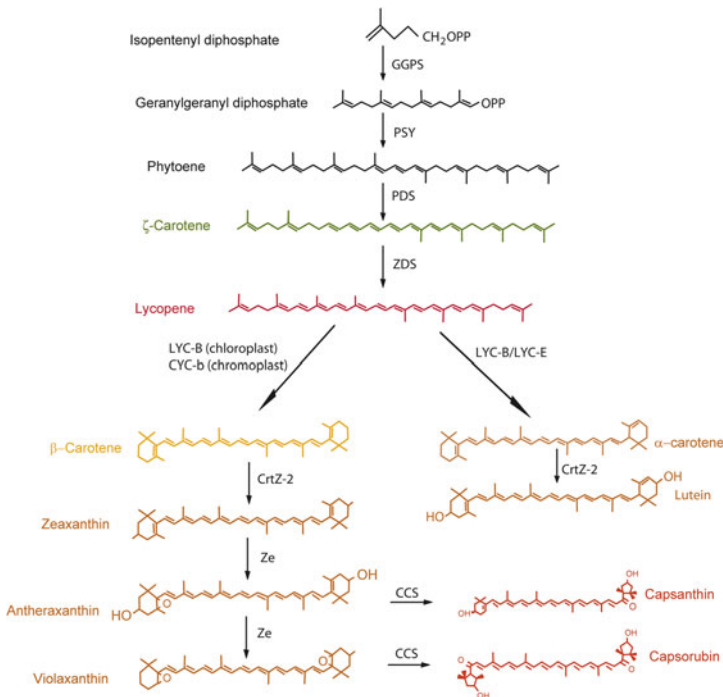 Isopentenyl diphosphate
CH2OPP
GGPS
Geranylgeranyl diphosphate
OPP
PSY
Phytoene
PDS
ζ-Carotene
ZDS
Lycopene
LYC-B (chloroplast)
CYC-b (chromoplast)
LYC-B/LYC-E
β-Carotene
α-carotene
CrtZ-2
CrtZ-2
OH
Zeaxanthin
HO
Lutein
Ze
OH
OH
Antheraxanthin
HO
O
CCS
HO
O
Capsanthin
Ze
OH
Violaxanthin
O
O
CCS
O
O
Capsorubin
OH